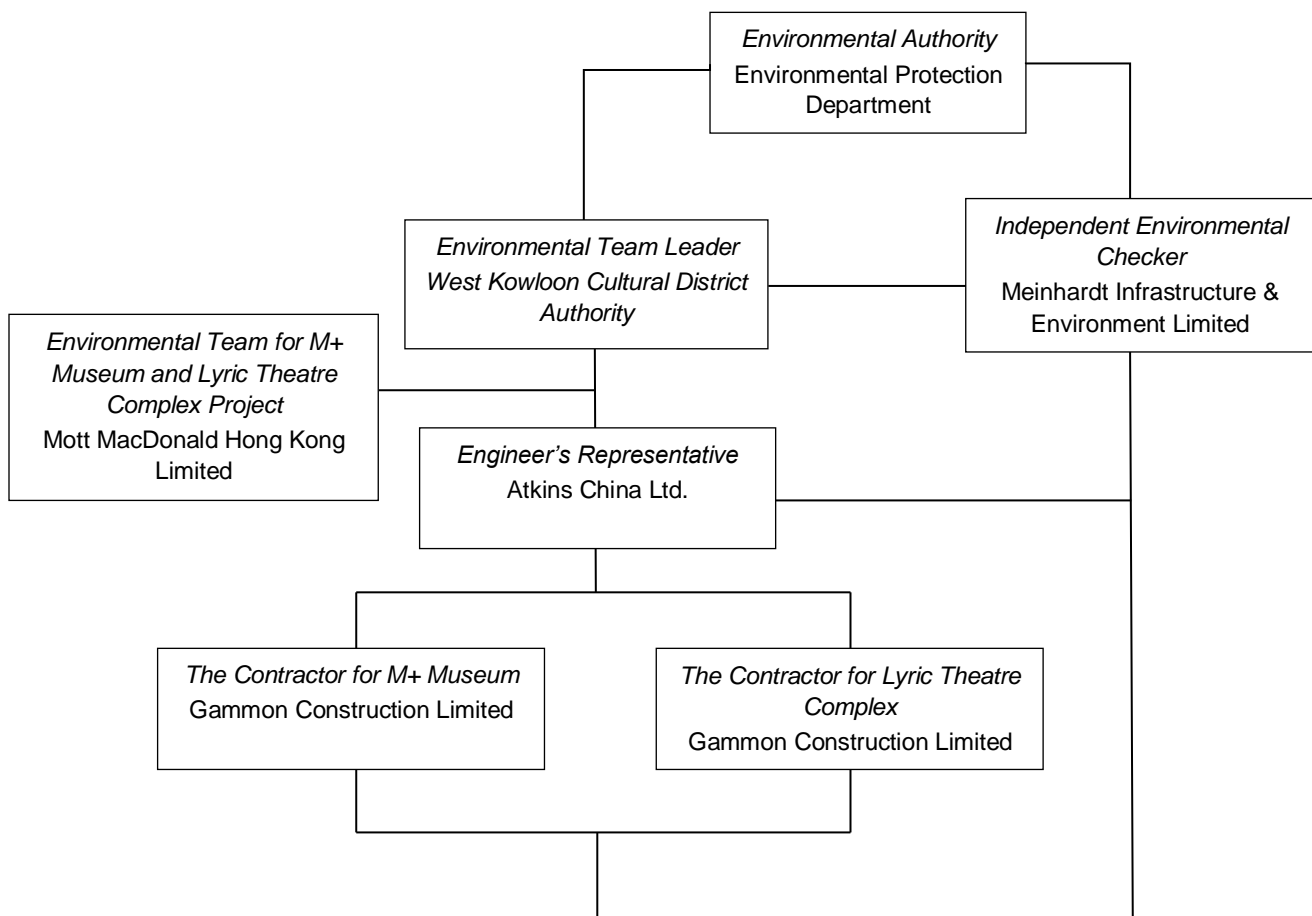 Environmental Authority
Environmental Protection
Department
Environmental Team Leader
West Kowloon Cultural District
Authority
Independent Environmental
Checker
Meinhardt Infrastructure &
Environment Limited
Environmental Team for M+
Museum and Lyric Theatre
Complex Project
Mott MacDonald Hong Kong
Limited
Engineer’s Representative
Atkins China Ltd.
The Contractor for M+ Museum
Gammon Construction Limited
The Contractor for Lyric Theatre
Complex
Gammon Construction Limited